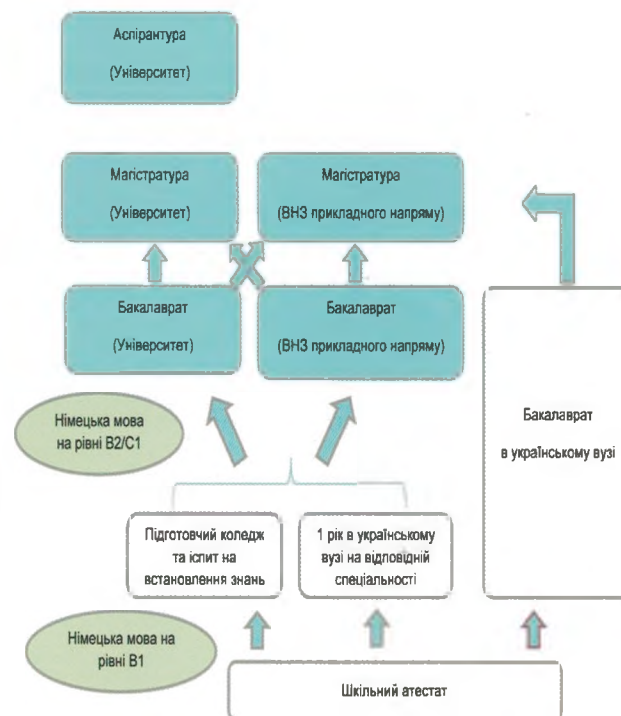 Аспірантура
(Університет)
Магістратура
(Університет)
Магістратура
(ВНЗ прикладного напряму)
Бакалаврат
(Університет)
Бакалаврат
(ВНЗ прикладного напряму)
Німецька мова
на рівні B2/C1
Бакалаврат
в українському вузі
Підготовчий коледж
та іспит на
встановлення знань
1 рік в українському
вузі на відповідній
спеціальності
Німецька мова на
рівні B1
Шкільний атестат